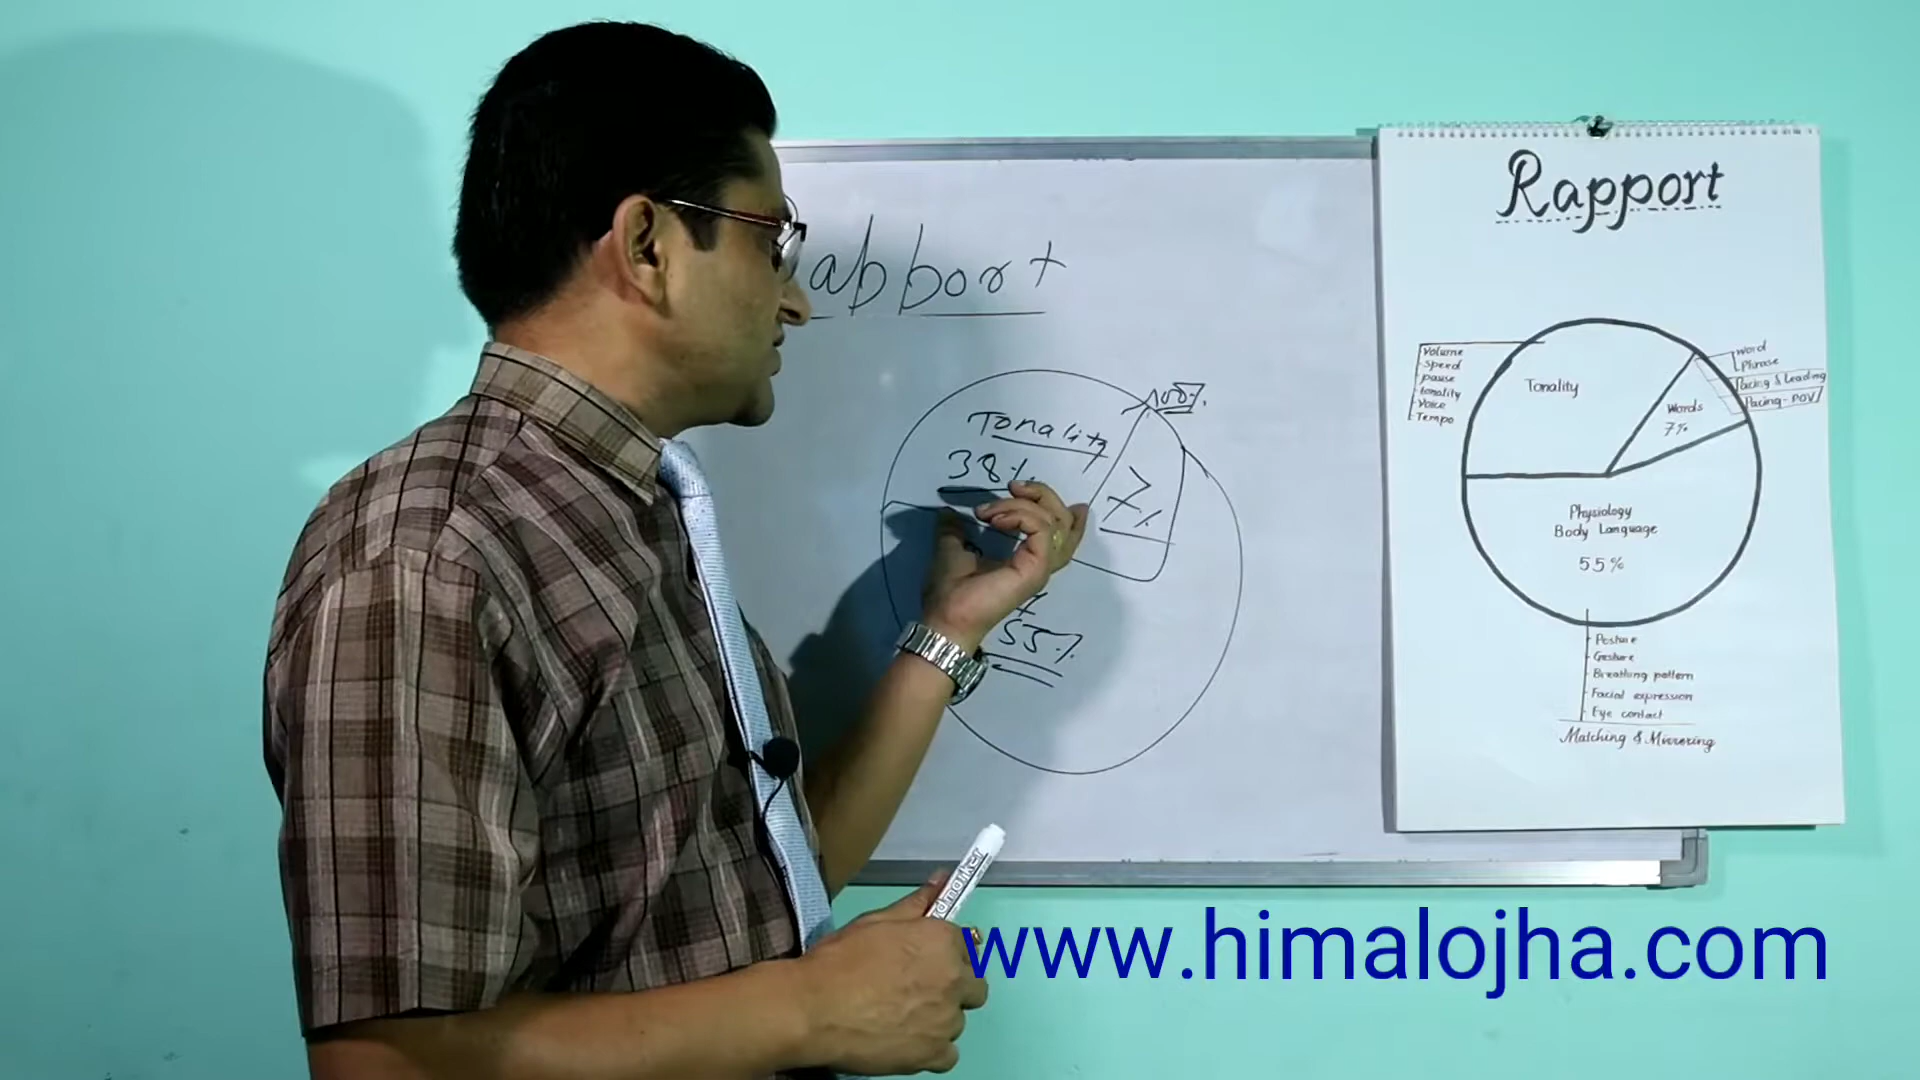 abbort
Tonality
38%
100%
7%
55%
Rapport
Volume
Speed
pause
tonality
Voice
Tempo
Tonality
word
Phrase
Pacing & Leading
Pacing - POV
Words
7%
Physiology
Body Language
55%
Posture
Gesture
Breathing pattern
Facial expression
Eye contact
Matching & Mirroring
www.himalojha.com